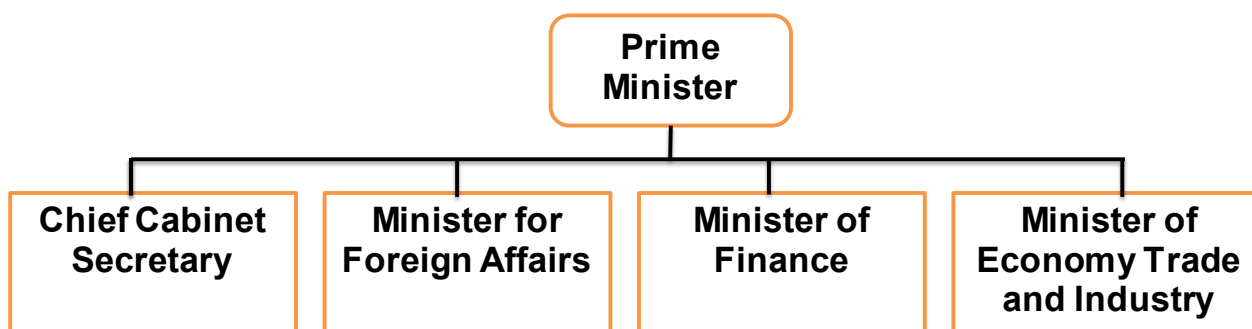 Prime
Minister
Chief Cabinet
Secretary
Minister for
Foreign Affairs
Minister of
Finance
Minister of
Economy Trade
and Industry